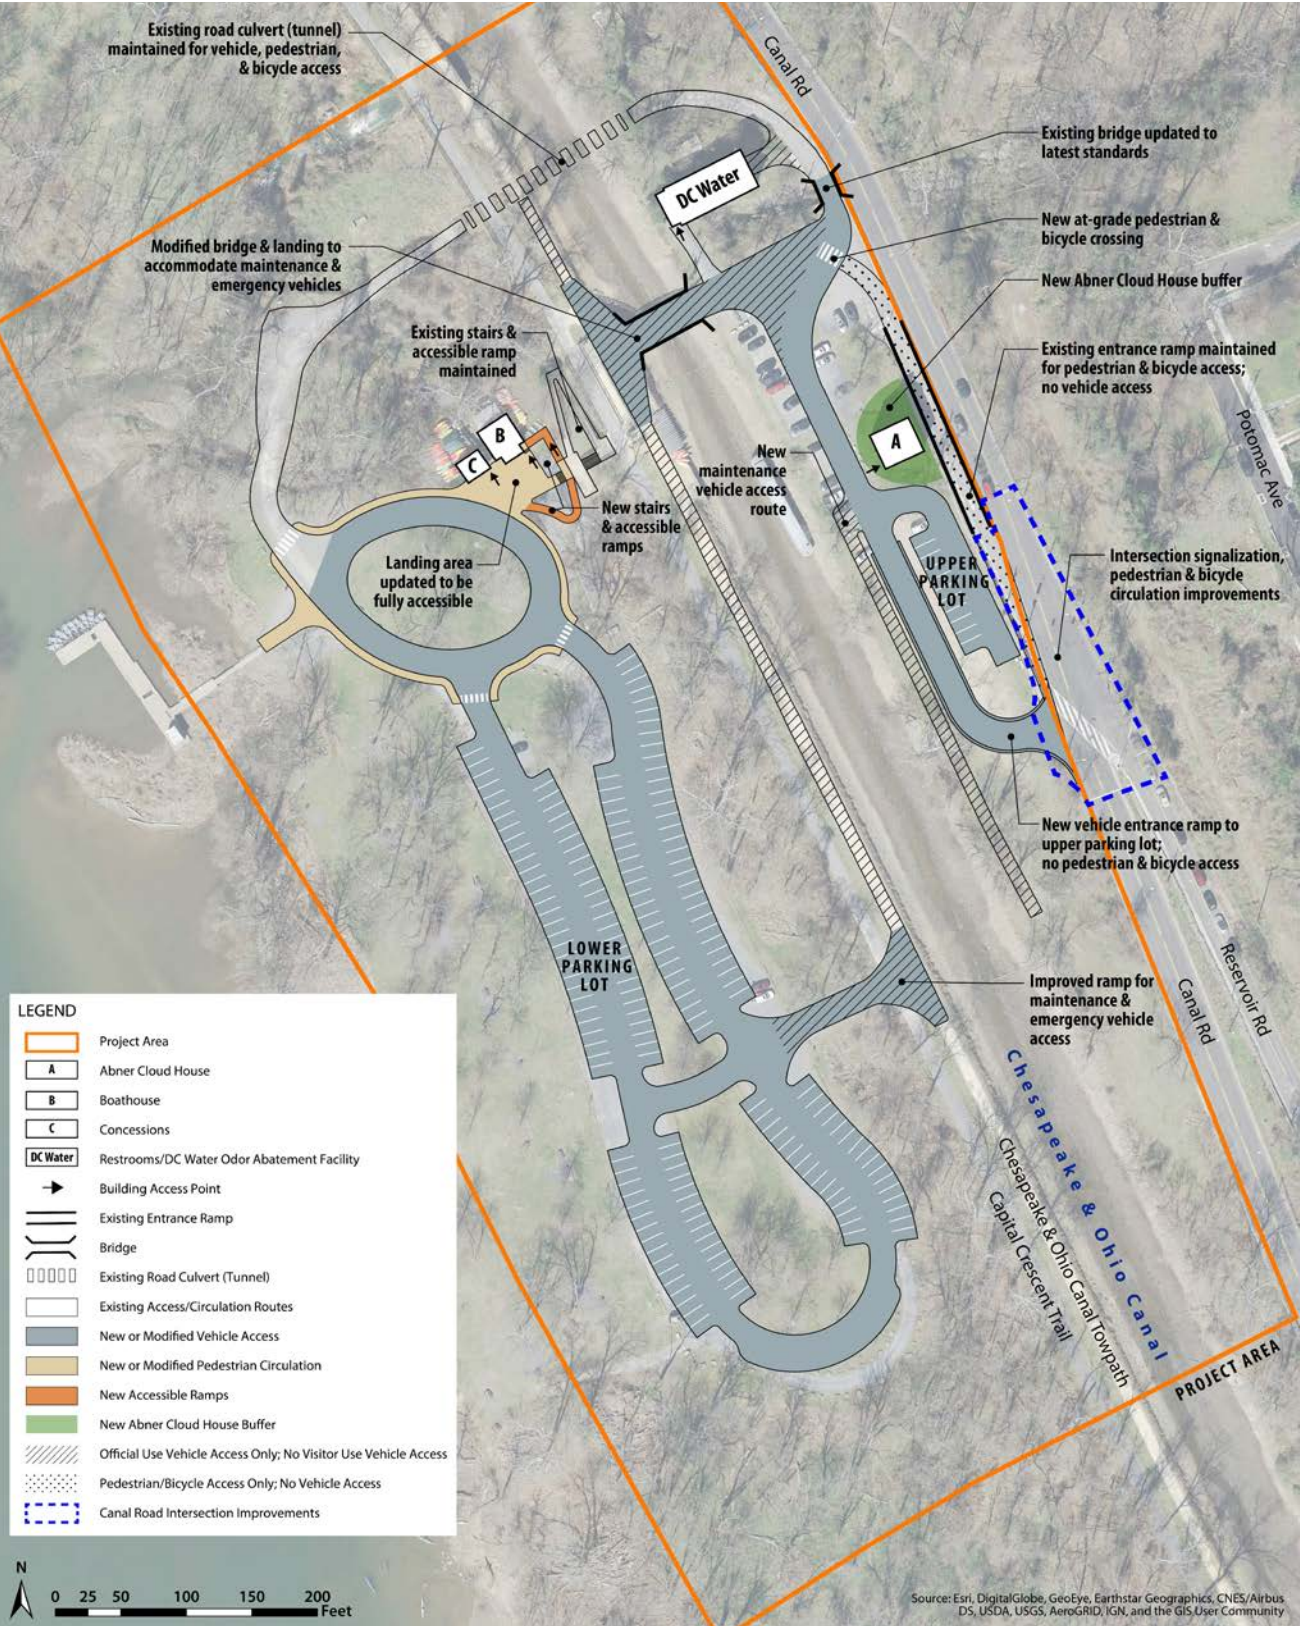 Existing road culvert (tunnel)
maintained for vehicle, pedestrian,
& bicycle access
Canal Rd
Existing bridge updated to
latest standards
DC Water
New at-grade pedestrian &
bicycle crossing
Modified bridge & landing to
accommodate maintenance &
emergency vehicles
New Abner Cloud House buffer
Existing stairs &
accessible ramp
maintained
Existing entrance ramp maintained
for pedestrian & bicycle access;
no vehicle access
Potomac Ave
B
C
A
New
maintenance
vehicle access
route
New stairs
& accessible
ramps
Landing area
updated to be
fully accessible
UPPER
PARKING
LOT
Intersection signalization,
pedestrian & bicycle
circulation improvements
New vehicle entrance ramp to
upper parking lot;
no pedestrian & bicycle access
LOWER
PARKING
LOT
Improved ramp for
maintenance &
emergency vehicle
access
Canal Rd
Reservoir Rd
Chesapeake & Ohio Canal
Chesapeake & Ohio Canal Towpath
Capital Crescent Trail
PROJECT AREA
LEGEND
Project Area
A Abner Cloud House
B Boathouse
C Concessions
DC Water Restrooms/DC Water Odor Abatement Facility
Building Access Point
Existing Entrance Ramp
Bridge
Existing Road Culvert (Tunnel)
Existing Access/Circulation Routes
New or Modified Vehicle Access
New or Modified Pedestrian Circulation
New Accessible Ramps
New Abner Cloud House Buffer
Official Use Vehicle Access Only; No Visitor Use Vehicle Access
Pedestrian/Bicycle Access Only; No Vehicle Access
Canal Road Intersection Improvements
N
0 25 50 100 150 200
Feet
Source: Esri, DigitalGlobe, GeoEye, Earthstar Geographics, CNES/Airbus
DS, USDA, USGS, AeroGRID, IGN, and the GIS User Community